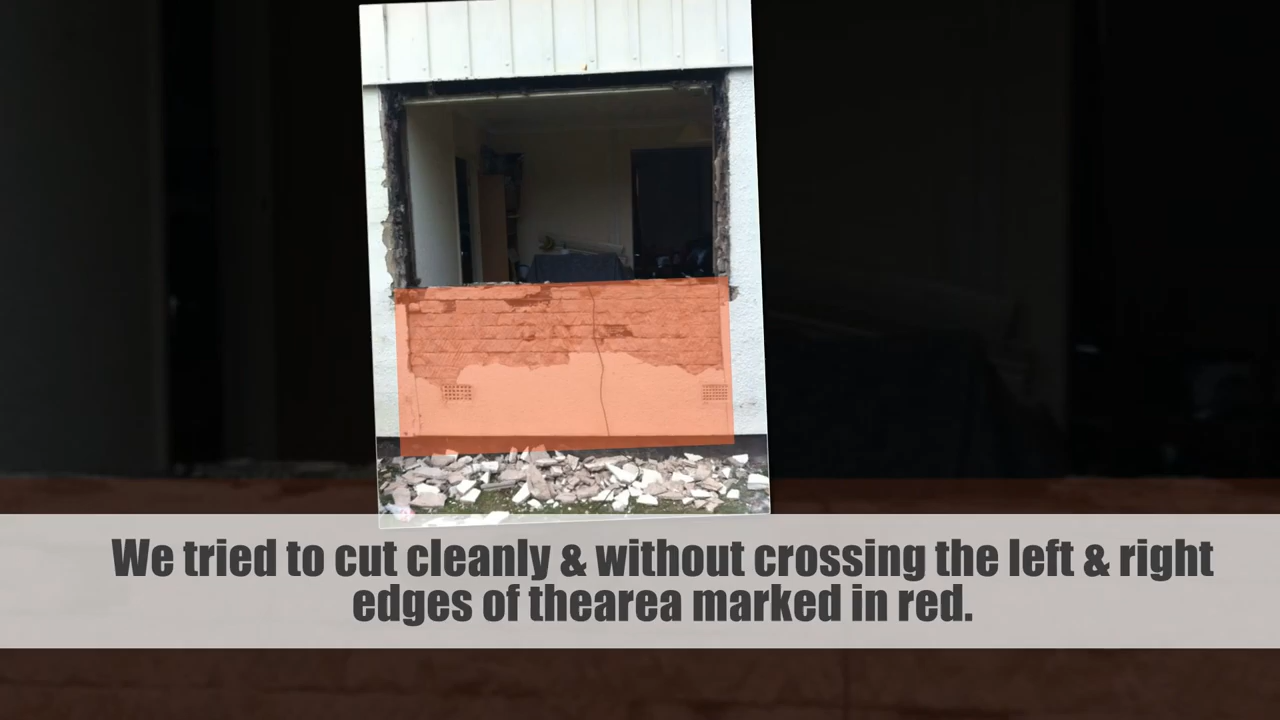 We tried to cut cleanly & without crossing the left & right
edges of thearea marked in red.